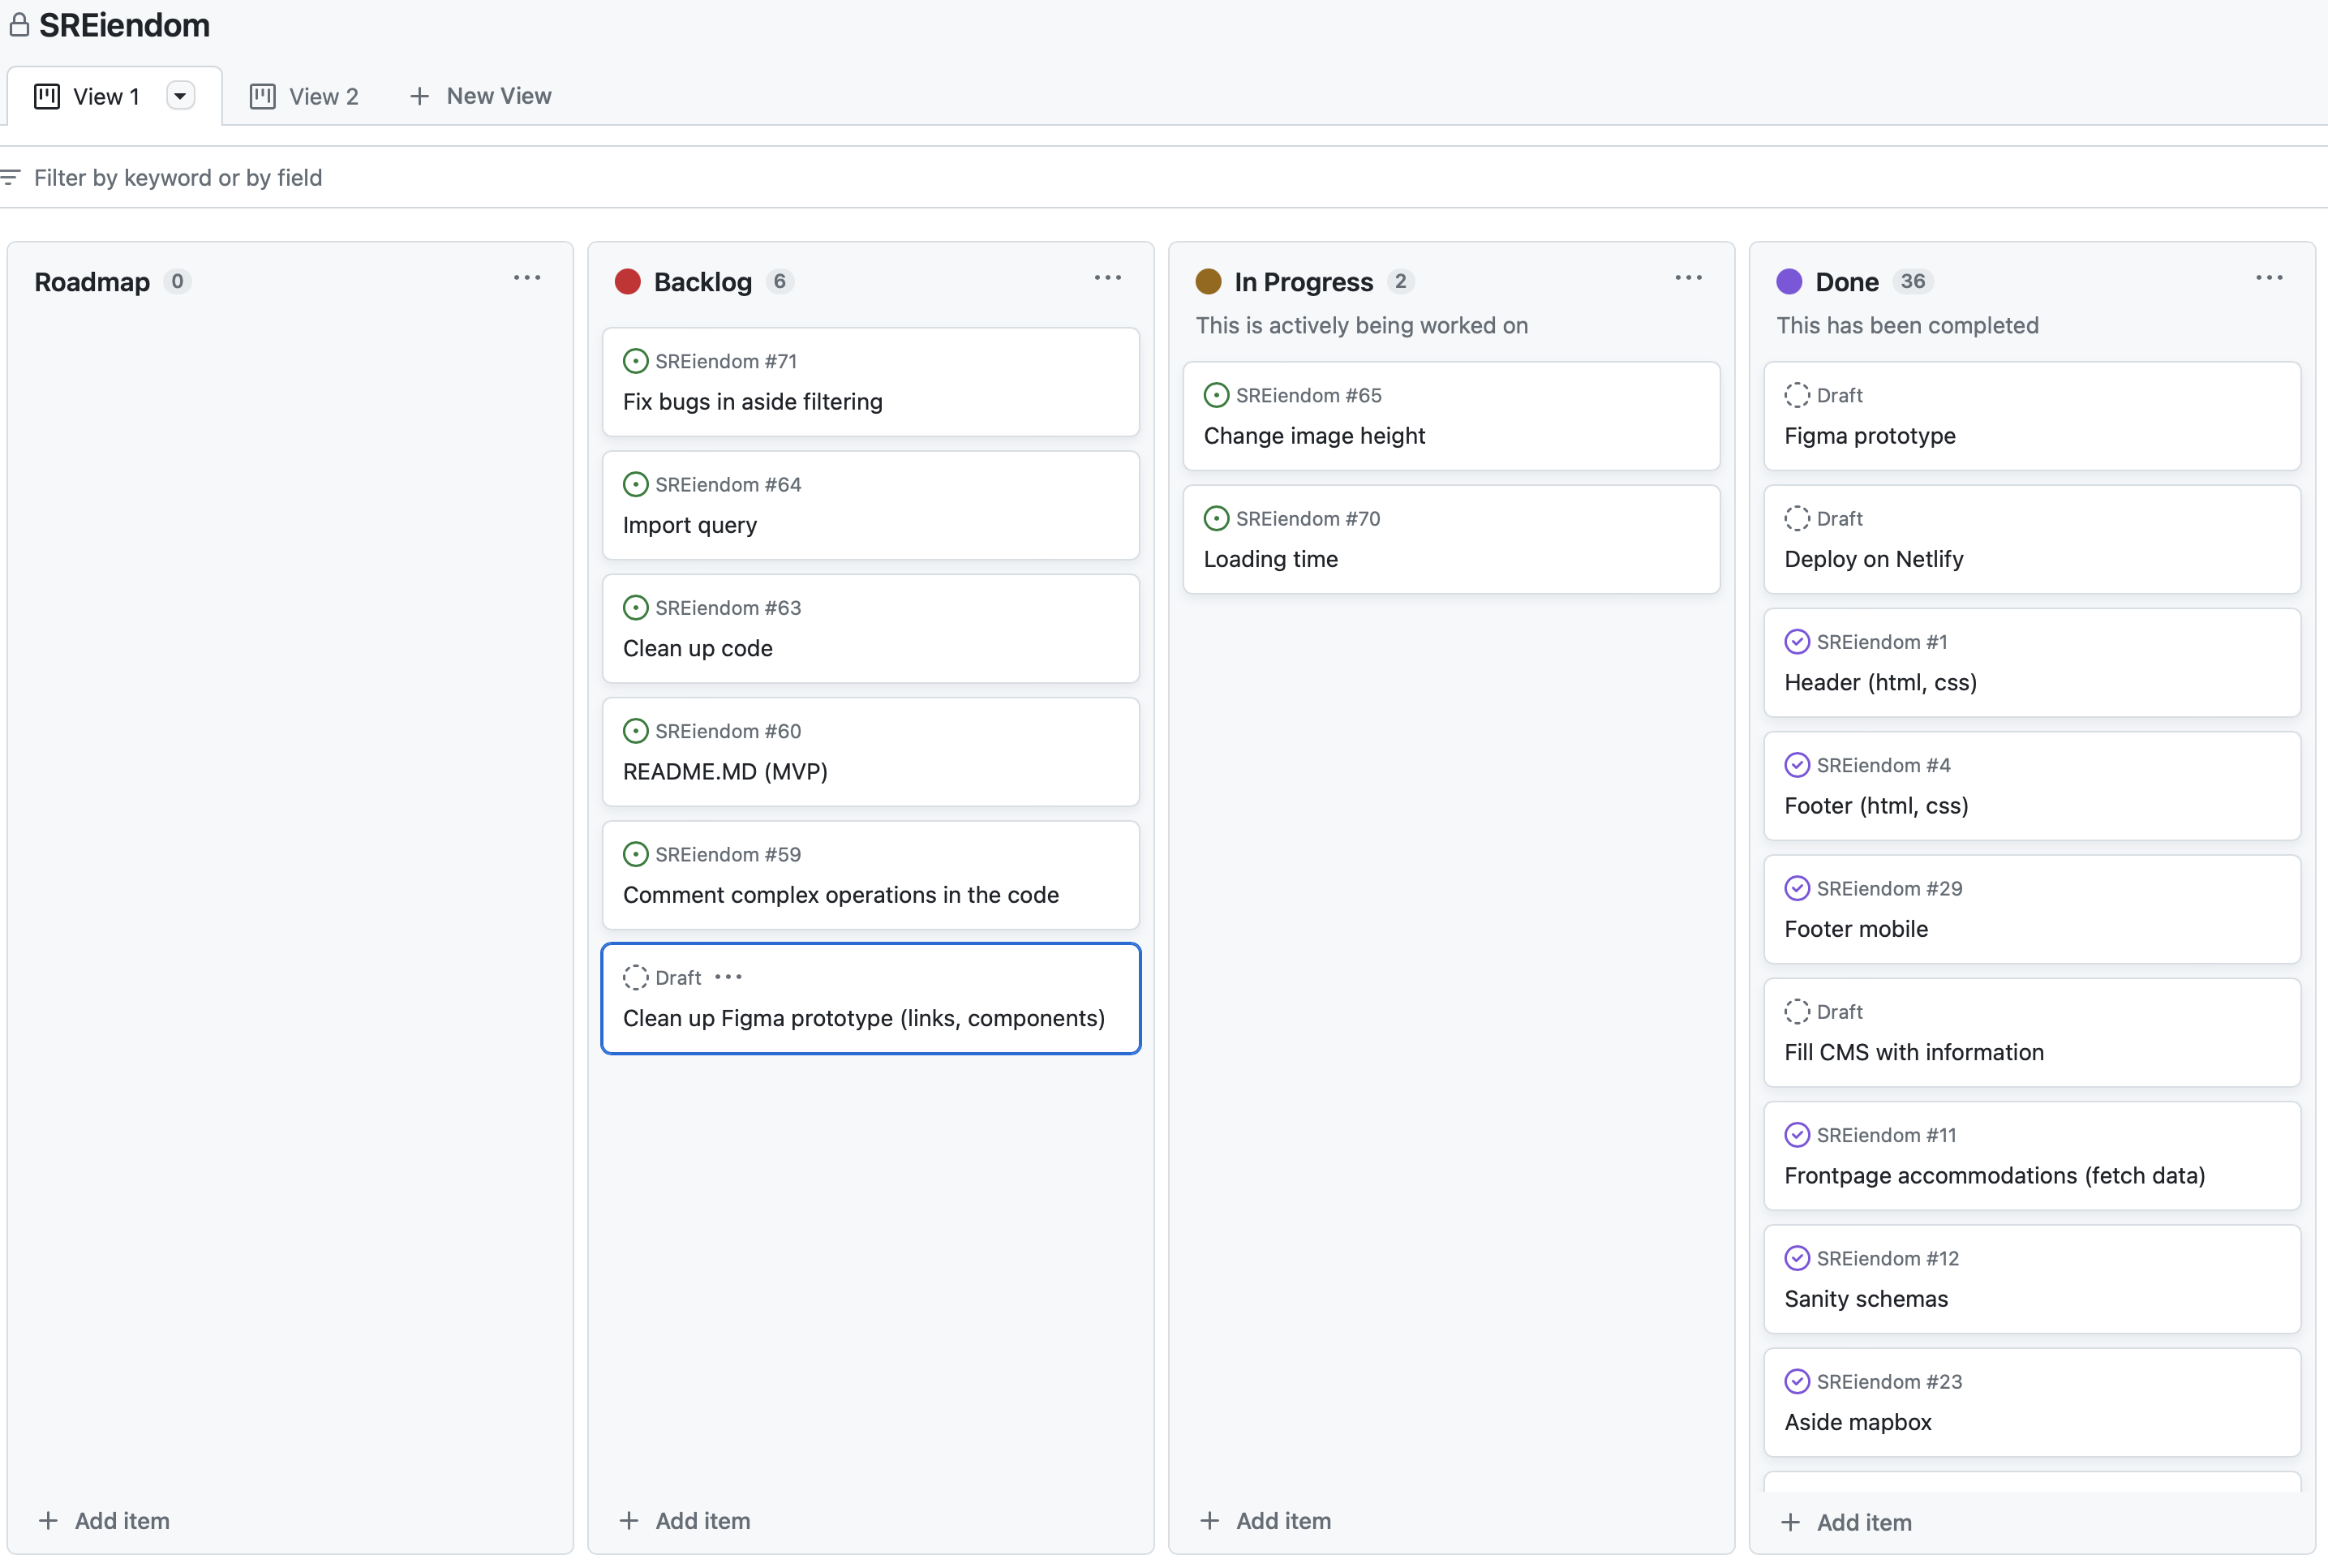 SREiendom
View 1
View 2
New View
Filter by keyword or by field
Roadmap 0
Backlog 6
SREiendom #71
Fix bugs in aside filtering
SREiendom #64
Import query
SREiendom #63
Clean up code
SREiendom #60
README.MD (MVP)
SREiendom #59
Comment complex operations in the code
Draft
Clean up Figma prototype (links, components)
In Progress 2
This is actively being worked on
SREiendom #65
Change image height
SREiendom #70
Loading time
Done 36
This has been completed
Draft
Figma prototype
Draft
Deploy on Netlify
SREiendom #1
Header (html, css)
SREiendom #4
Footer (html, css)
SREiendom #29
Footer mobile
Draft
Fill CMS with information
SREiendom #11
Frontpage accommodations (fetch data)
SREiendom #12
Sanity schemas
SREiendom #23
Aside mapbox
Add item
Add item
Add item
Add item